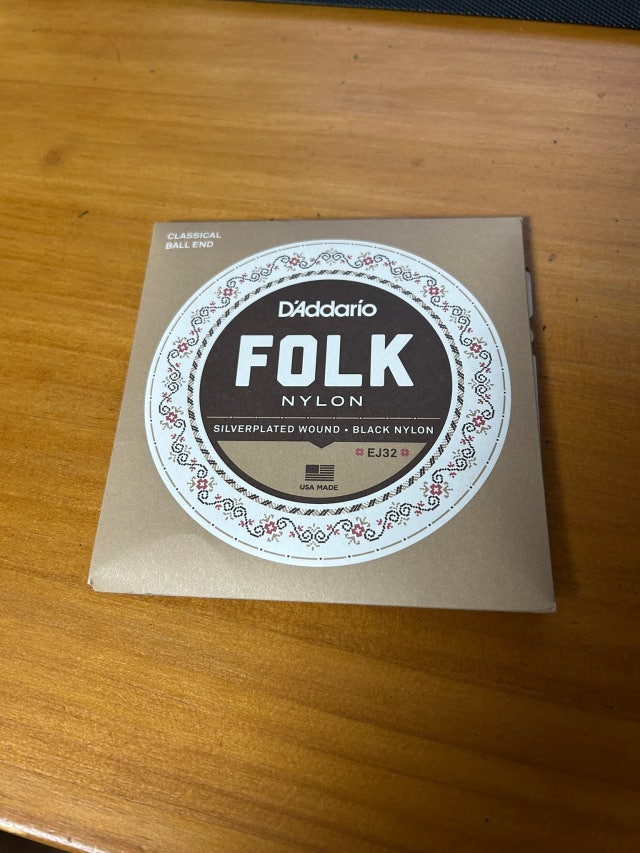 CLASSICAL
BALL END
D'Addario
FOLK
NYLON
SILVERPLATED WOUND • BLACK NYLON
EJ32
USA MADE